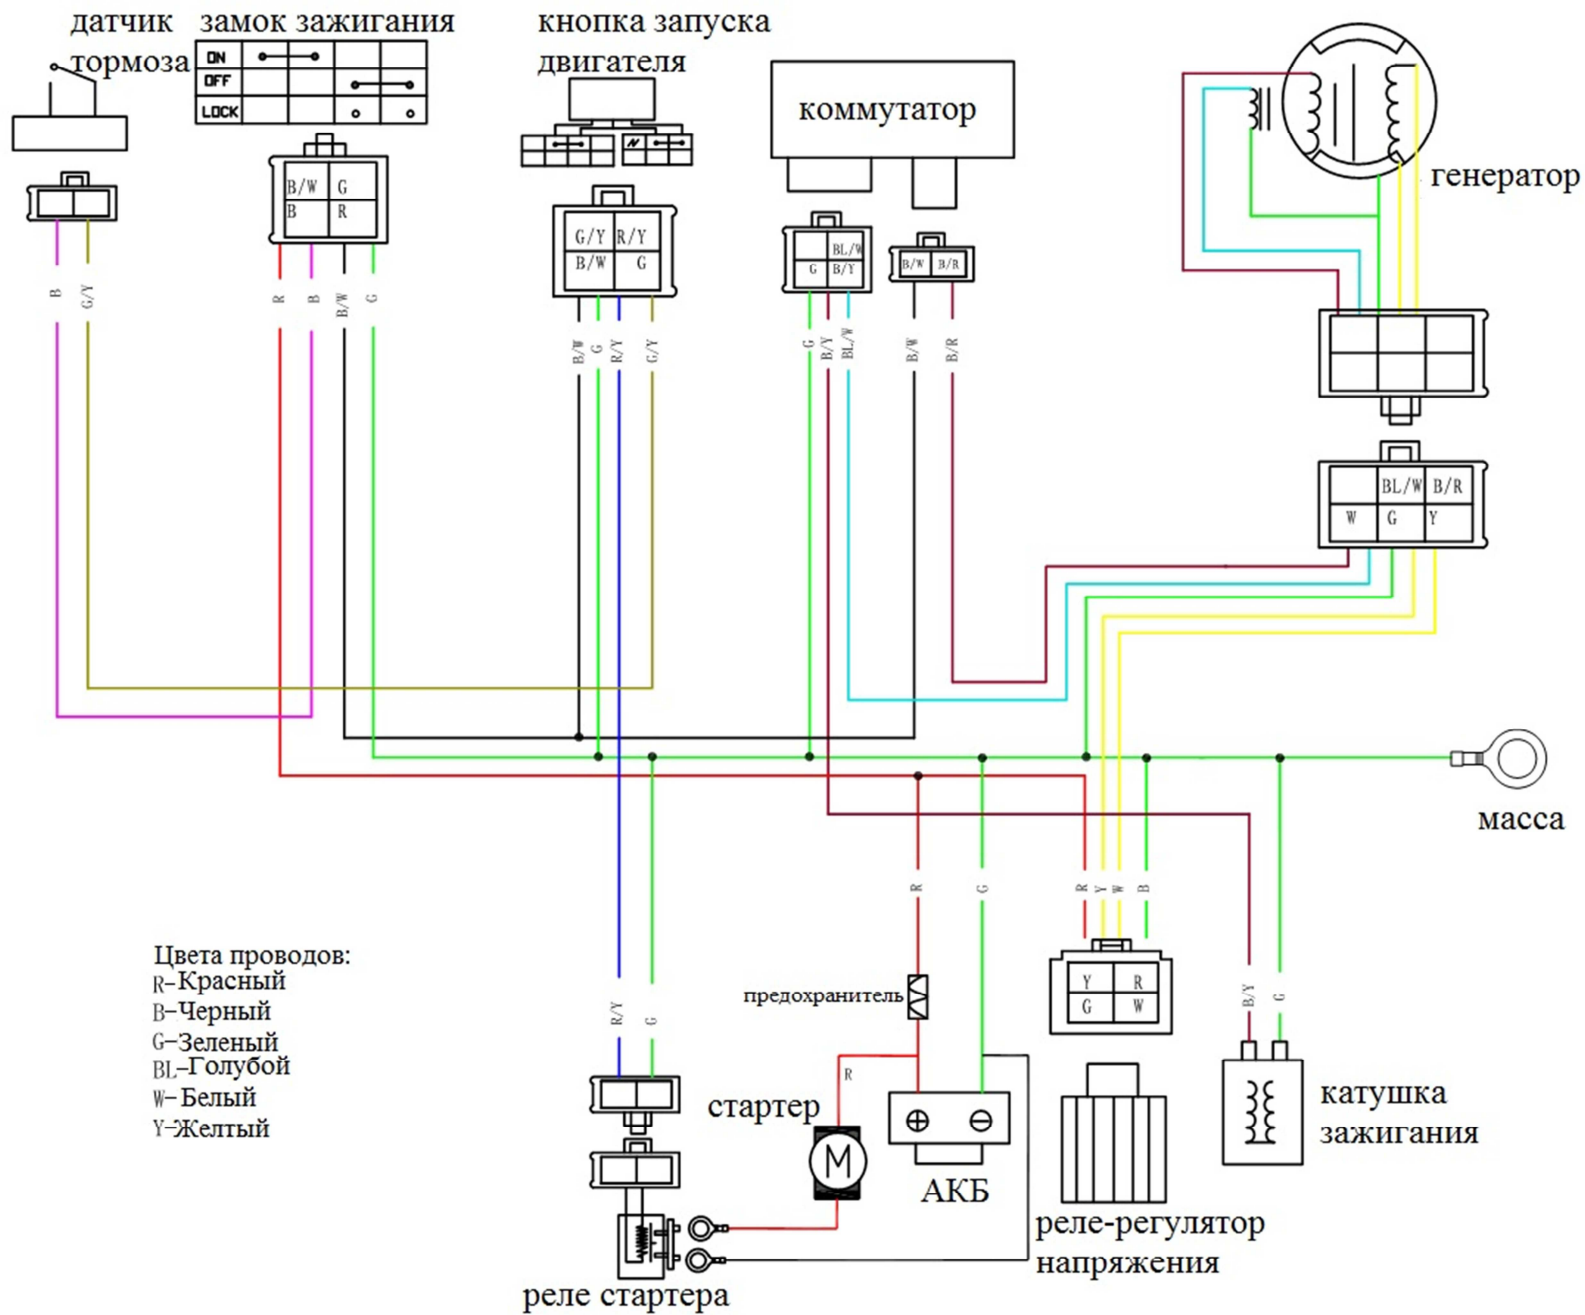 датчик
тормоза
замок зажигания
ON
OFF
LOCK
кнопка запуска
двигателя
N
коммутатор
генератор
B/W G
B R
G/Y R/Y
B/W G
BL/W
G B/Y
B/W B/R
B
G/Y
R
B
B/W
G
B/W
G
R/Y
G/Y
G
B/Y
BL/W
B/W
B/R
BL/W B/R
W G Y
масса
R
G
R
Y
W
B
Цвета проводов:
R-Красный
B-Черный
G-Зеленый
BL-Голубой
W-Белый
Y-Желтый
R/Y
G
предохранитель
Y R
G W
B/Y
G
R
стартер
M
АКБ
катушка
зажигания
реле-регулятор
напряжения
реле стартера